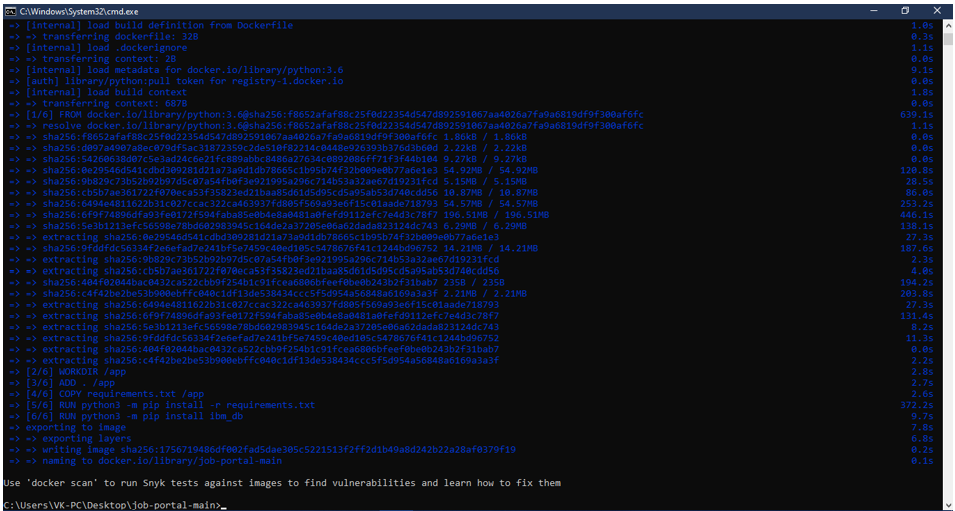 C:\Windows\System32\cmd.exe
=> [internal] load build definition from Dockerfile 1.0s
=> => transferring dockerfile: 32B 0.3s
=> [internal] load .dockerignore 1.1s
=> => transferring context: 2B 0.0s
=> [internal] load metadata for docker.io/library/python:3.6 9.1s
=> [auth] library/python:pull token for registry-1.docker.io 0.0s
=> [internal] load build context 1.8s
=> => transferring context: 687B 0.0s
=> [1/6] FROM docker.io/library/python:3.6@sha256:f8652afaf88c25f0d22354d547d892591067aa4026a7fa9a6819df9f300af6fc 639.1s
=> => resolve docker.io/library/python:3.6@sha256:f8652afaf88c25f0d22354d547d892591067aa4026a7fa9a6819df9f300af6fc 1.1s
=> => sha256:f8652afaf88c25f0d22354d547d892591067aa4026a7fa9a6819df9f300af6fc 1.86kB / 1.86kB 0.0s
=> => sha256:d097a4907a8ec079df5ac31872359c2de510f82214c0448e926393b376d3b60d 2.22kB / 2.22kB 0.0s
=> => sha256:54260638d07c5e3ad24c6e21fc889abbc8486a27634c0892086ff71f3f44b104 9.27kB / 9.27kB 0.0s
=> => sha256:0e29546d541cdbd309281d21a73a9d1db78665c1b95b74f32b009e0b77a6e1e3 54.92MB / 54.92MB 120.8s
=> => sha256:9b829c73b52b92b97d5c07a54fb0f3e921995a296c714b53a32ae67d19231fcd 5.15MB / 5.15MB 28.5s
=> => sha256:cb5b7ae361722f070eca53f35823ed21baa85d61d5d95cd5a95ab53d740cdd56 10.87MB / 10.87MB 86.0s
=> => sha256:6494e4811622b31c027ccac322ca463937fd805f569a93e6f15c01aade718793 54.57MB / 54.57MB 253.2s
=> => sha256:6f9f74896dfa93fe0172f594faba85e0b4e8a0481a0fefd9112efc7e4d3c78f7 196.51MB / 196.51MB 446.1s
=> => sha256:5e3b1213efc56598e78bd602983945c164de2a37205e06a62dada823124dc743 6.29MB / 6.29MB 138.1s
=> => extracting sha256:0e29546d541cdbd309281d21a73a9d1db78665c1b95b74f32b009e0b77a6e1e3 27.3s
=> => sha256:9fddfdc56334f2e6efad7e241bf5e7459c40ed105c5478676f41c1244bd96752 14.21MB / 14.21MB 187.6s
=> => extracting sha256:9b829c73b52b92b97d5c07a54fb0f3e921995a296c714b53a32ae67d19231fcd 2.3s
=> => extracting sha256:cb5b7ae361722f070eca53f35823ed21baa85d61d5d95cd5a95ab53d740cdd56 4.0s
=> => sha256:404f02044bac0432ca522cbb9f254b1c91fcea6806bfeef0be0b243b2f31bab7 235B / 235B 194.2s
=> => sha256:c4f42be2be53b900ebffc040c1df13de538434ccc5f5d954a56048a6169a3a3f 2.21MB / 2.21MB 203.8s
=> => extracting sha256:6494e4811622b31c027ccac322ca463937fd805f569a93e6f15c01aade718793 27.3s
=> => extracting sha256:6f9f74896dfa93fe0172f594faba85e0b4e8a0481a0fefd9112efc7e4d3c78f7 131.4s
=> => extracting sha256:5e3b1213efc56598e78bd602983945c164de2a37205e06a62dada823124dc743 8.2s
=> => extracting sha256:9fddfdc56334f2e6efad7e241bf5e7459c40ed105c5478676f41c1244bd96752 11.3s
=> => extracting sha256:404f02044bac0432ca522cbb9f254b1c91fcea6806bfeef0be0b243b2f31bab7 0.0s
=> => extracting sha256:c4f42be2be53b900ebffc040c1df13de538434ccc5f5d954a56048a6169a3a3f 2.2s
=> [2/6] WORKDIR /app 2.8s
=> [3/6] ADD . /app 2.7s
=> [4/6] COPY requirements.txt /app 2.6s
=> [5/6] RUN python3 -m pip install -r requirements.txt 372.2s
=> [6/6] RUN python3 -m pip install ibm_db 9.7s
=> exporting to image 7.8s
=> => exporting layers 6.8s
=> => writing image sha256:1756719486df002fad5dae305c5221513f2ff2d1b49a8d242b22a28af0379f19 0.2s
=> => naming to docker.io/library/job-portal-main 0.1s
Use 'docker scan' to run Snyk tests against images to find vulnerabilities and learn how to fix them
C:\Users\VK-PC\Desktop\job-portal-main>_